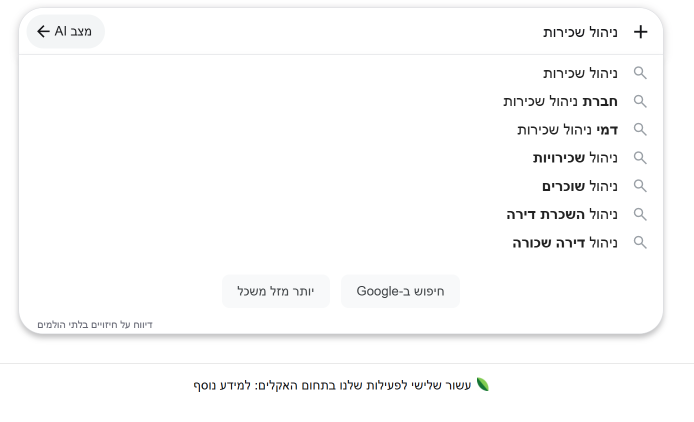 ניהול שכירות
מצב AI
ניהול שכירות
חברת ניהול שכירות
דמי ניהול שכירות
ניהול שכירויות
ניהול שוכרים
ניהול השכרת דירה
ניהול דירה שכורה
חיפוש ב-Google
יותר מזל משכל
דיווח על חיזויים בלתי הולמים
עשור שלישי לפעילות שלנו בתחום האקלים: למידע נוסף